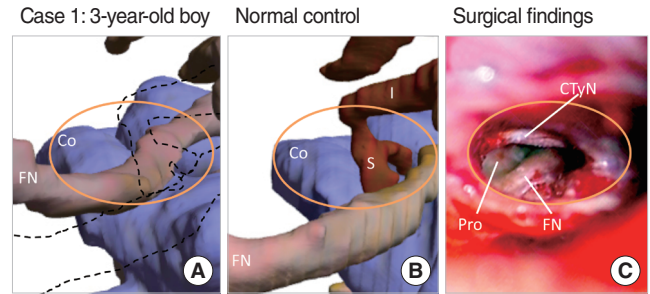 Case 1: 3-year-old boy
Normal control
Surgical findings
Co
FN
A
I
Co
S
FN
B
CTyN
Pro
FN
C